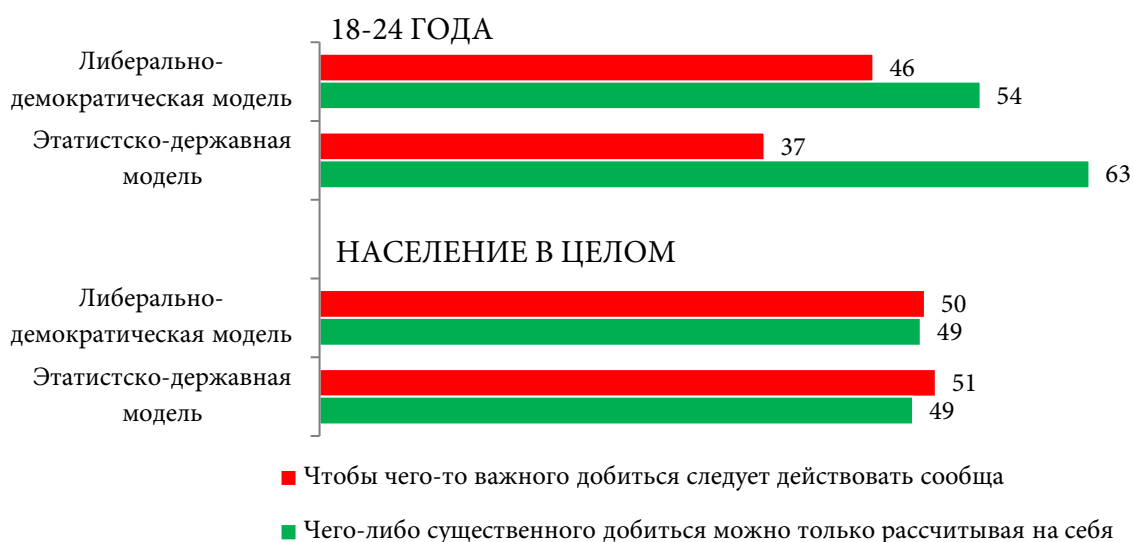 18-24 ГОДА
Либерально-
демократическая модель
46
54
Этатистско-державная
модель
37
63
НАСЕЛЕНИЕ В ЦЕЛОМ
Либерально-
демократическая модель
50
49
Этатистско-державная
модель
51
49
Чтобы чего-то важного добиться следует действовать сообща
Чего-либо существенного добиться можно только рассчитывая на себя